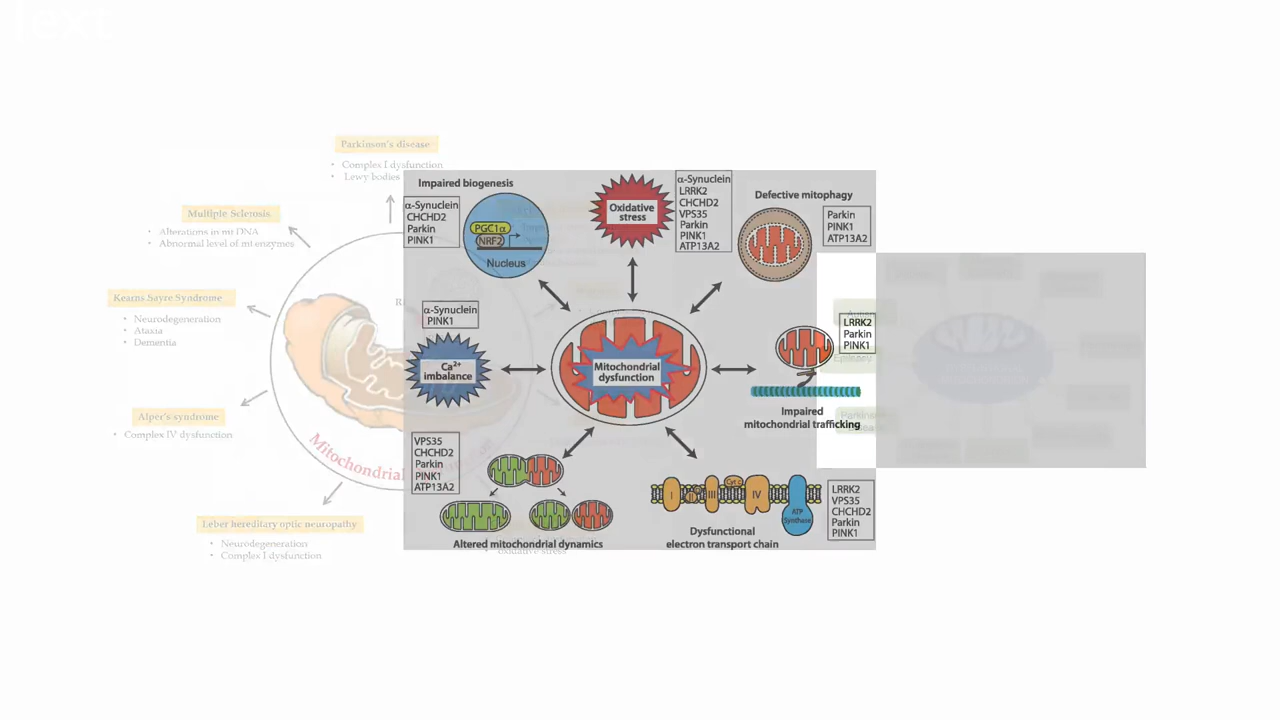 Text
Parkinson's disease
• Complex I dysfunction
• Lewy bodies
Multiple Sclerosis
• Alterations in mt DNA
• Abnormal level of mt enzymes
Kearns Sayre Syndrome
• Neurodegeneration
• Ataxia
• Dementia
Alper's syndrome
• Complex IV dysfunction
Leber hereditary optic neuropathy
• Neurodegeneration
• Complex I dysfunction
Mitochondrial
Impaired biogenesis
α-Synuclein
CHCHD2
Parkin
PINK1
PGC1α
NRF2
Nucleus
Oxidative
stress
α-Synuclein
LRRK2
CHCHD2
VPS35
Parkin
PINK1
ATP13A2
Defective mitophagy
Parkin
PINK1
ATP13A2
α-Synuclein
PINK1
Ca²⁺
imbalance
Mitochondrial
dysfunction
LRRK2
Parkin
PINK1
Impaired
mitochondrial trafficking
VPS35
CHCHD2
Parkin
PINK1
ATP13A2
Altered mitochondrial dynamics
oxidative stress
I
II
III
Cyt c
IV
ATP
Synthase
Dysfunctional
electron transport chain
LRRK2
VPS35
CHCHD2
Parkin
PINK1